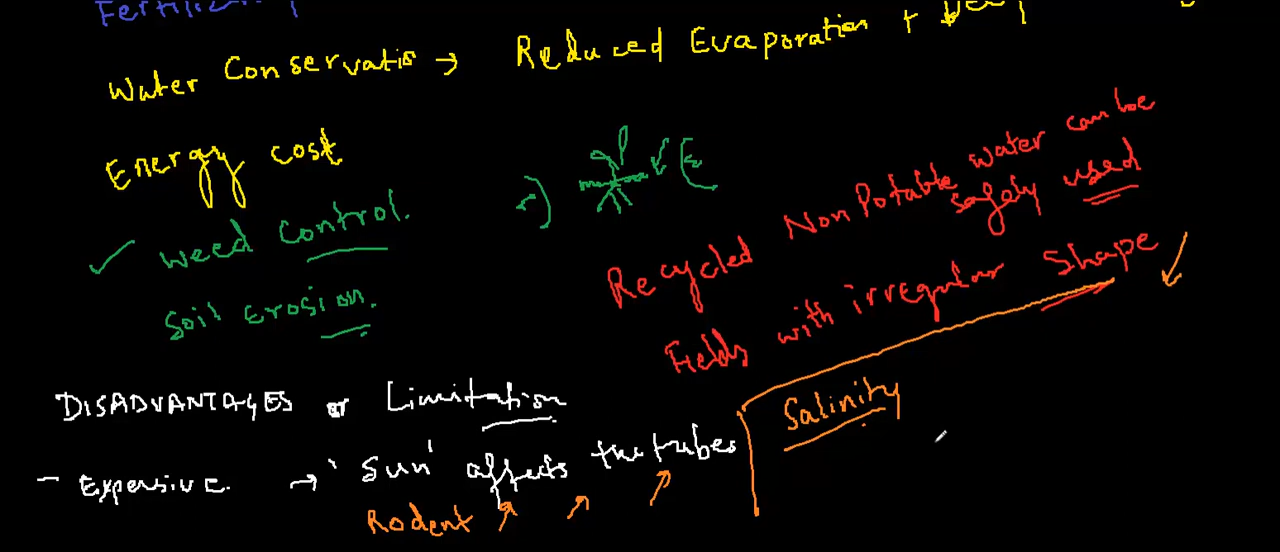 Water Conservatio → Reduced Evaporation +
Energy cost
✓ Weed Control.
Soil Erosion.
Recycled Non Potable water can be
safely used
Fields with irregular Shape
DISADVANTAGES or Limitation
Salinity
- Expensive. → 'Sun' affects the tubes
Rodent